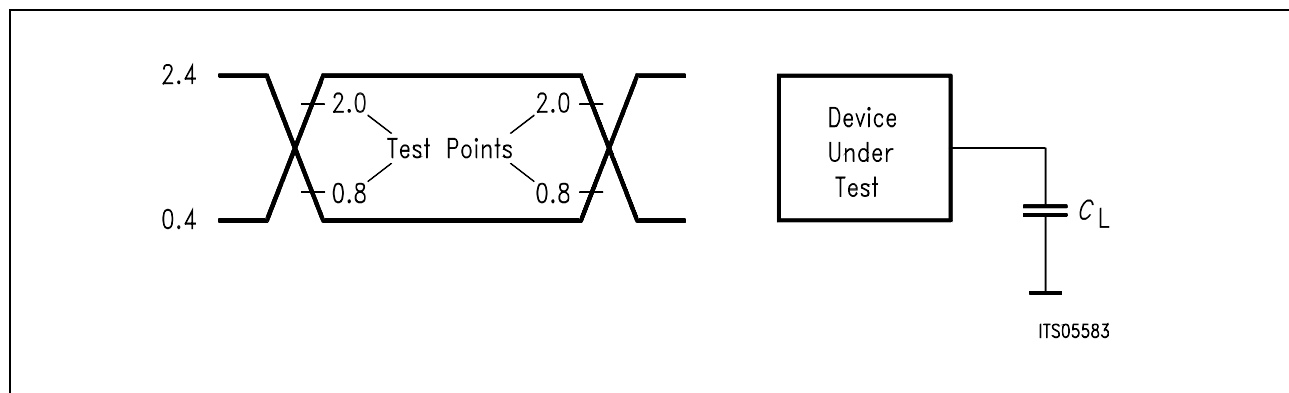 2.4
2.0
2.0
Test Points
0.8
0.8
0.4
Device
Under
Test
C L
ITS05583